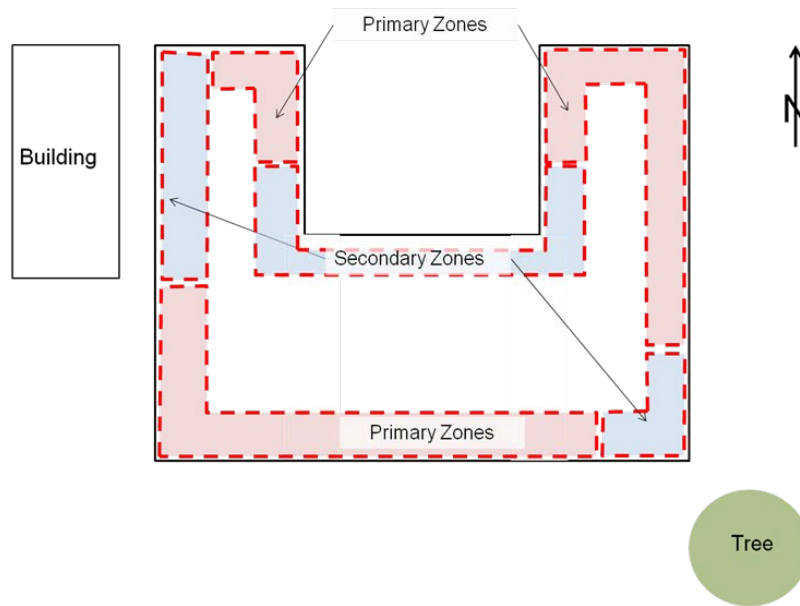 Primary Zones
N
Building
Secondary Zones
Primary Zones
Tree